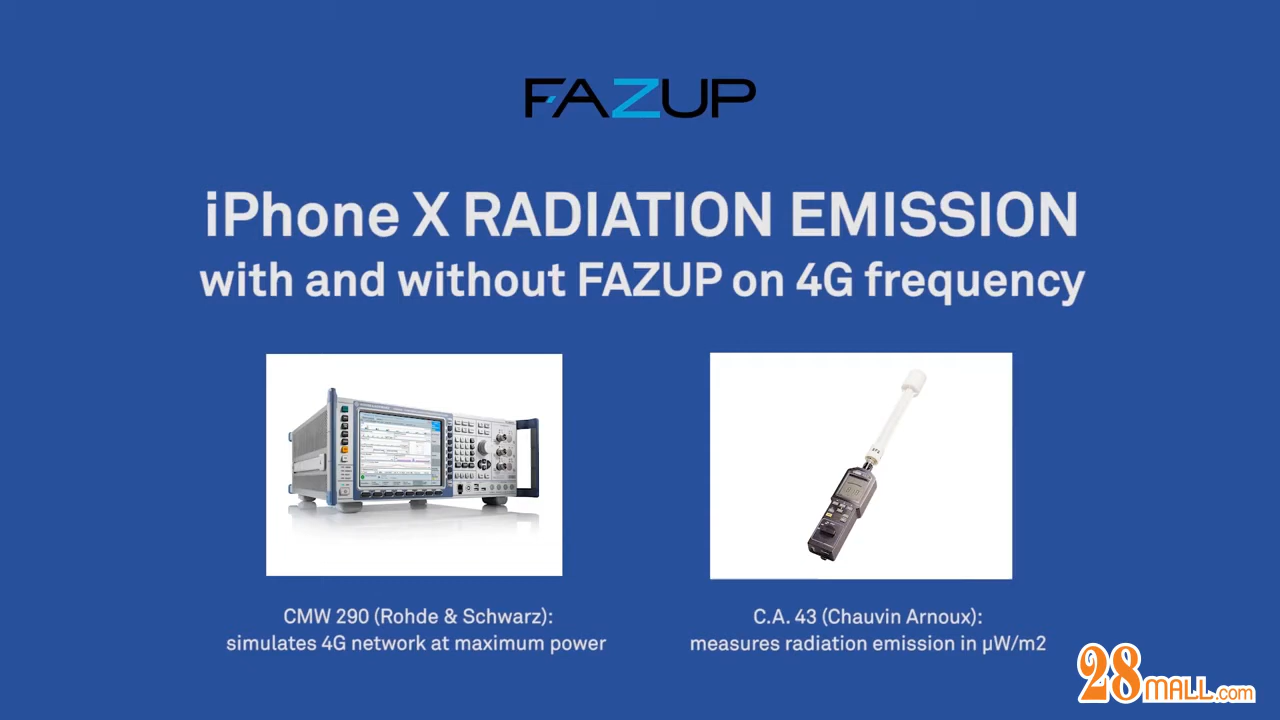 FAZUP
iPhone X RADIATION EMISSION
with and without FAZUP on 4G frequency
CMW 290 (Rohde & Schwarz):
simulates 4G network at maximum power
C.A. 43 (Chauvin Arnoux):
measures radiation emission in µW/m2
28MALL.com